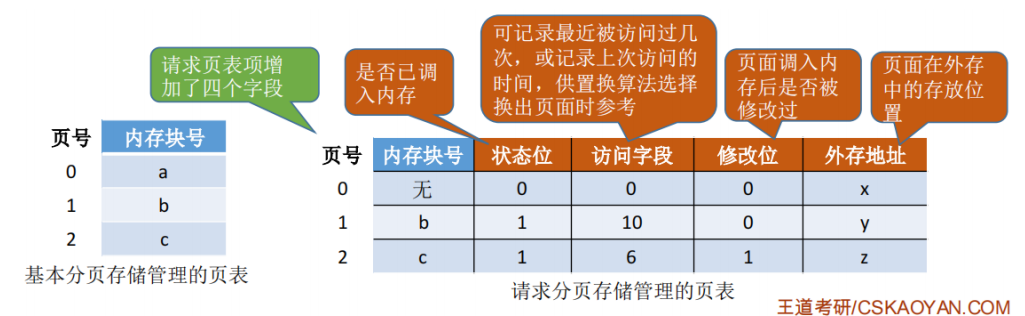 请求页表项增
加了四个字段
是否已调
入内存
可记录最近被访问过几
次，或记录上次访问的
时间，供置换算法选择
换出页面时参考
页面调入内
存后是否被
修改过
页面在外存
中的存放位
置
页号 内存块号
0 a
1 b
2 c
基本分页存储管理的页表
页号 内存块号 状态位 访问字段 修改位 外存地址
0 无 0 0 0 x
1 b 1 10 0 y
2 c 1 6 1 z
请求分页存储管理的页表
王道考研/CSKAOYAN.COM